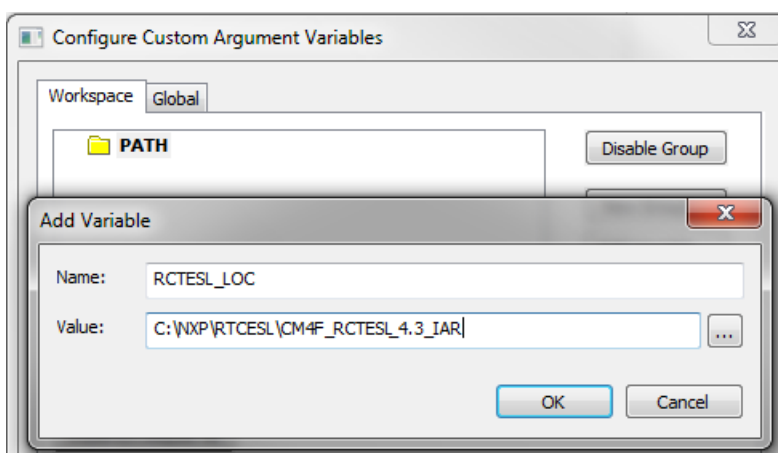 Configure Custom Argument Variables
Workspace Global
PATH
Disable Group
Add Variable
Name: RCTESL_LOC
Value: C:\NXP\RTCESL\CM4F_RCTESL_4.3_IAR
...
OK Cancel